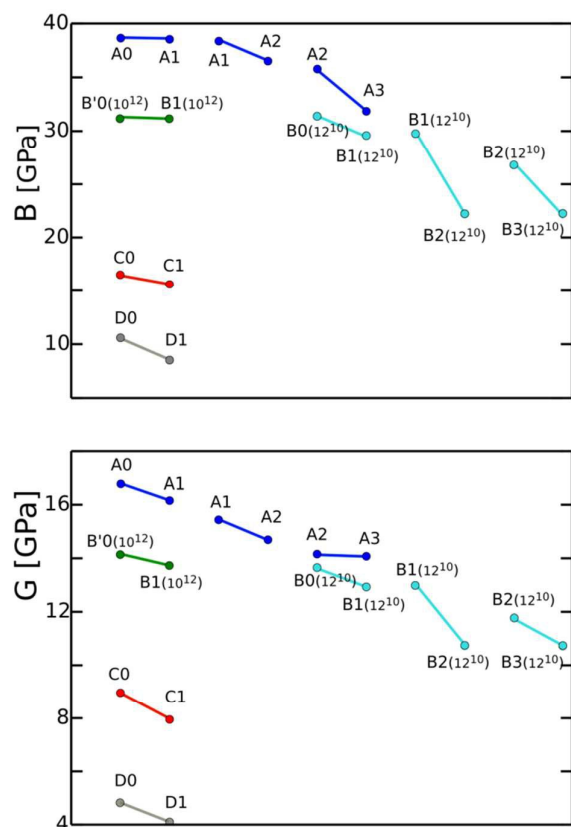 40
A0 A1 A1 A2 A2 A3
B'0(10¹²) B1(10¹²)
30
B0(12¹⁰) B1(12¹⁰) B1(12¹⁰) B2(12¹⁰) B2(12¹⁰) B3(12¹⁰)
B [GPa]
20
C0 C1
D0 D1
10
16
A0 A1 A1 A2 A2 A3
B'0(10¹²) B1(10¹²)
B0(12¹⁰) B1(12¹⁰) B1(12¹⁰) B2(12¹⁰) B2(12¹⁰) B3(12¹⁰)
G [GPa]
12
C0 C1
8
D0 D1
4